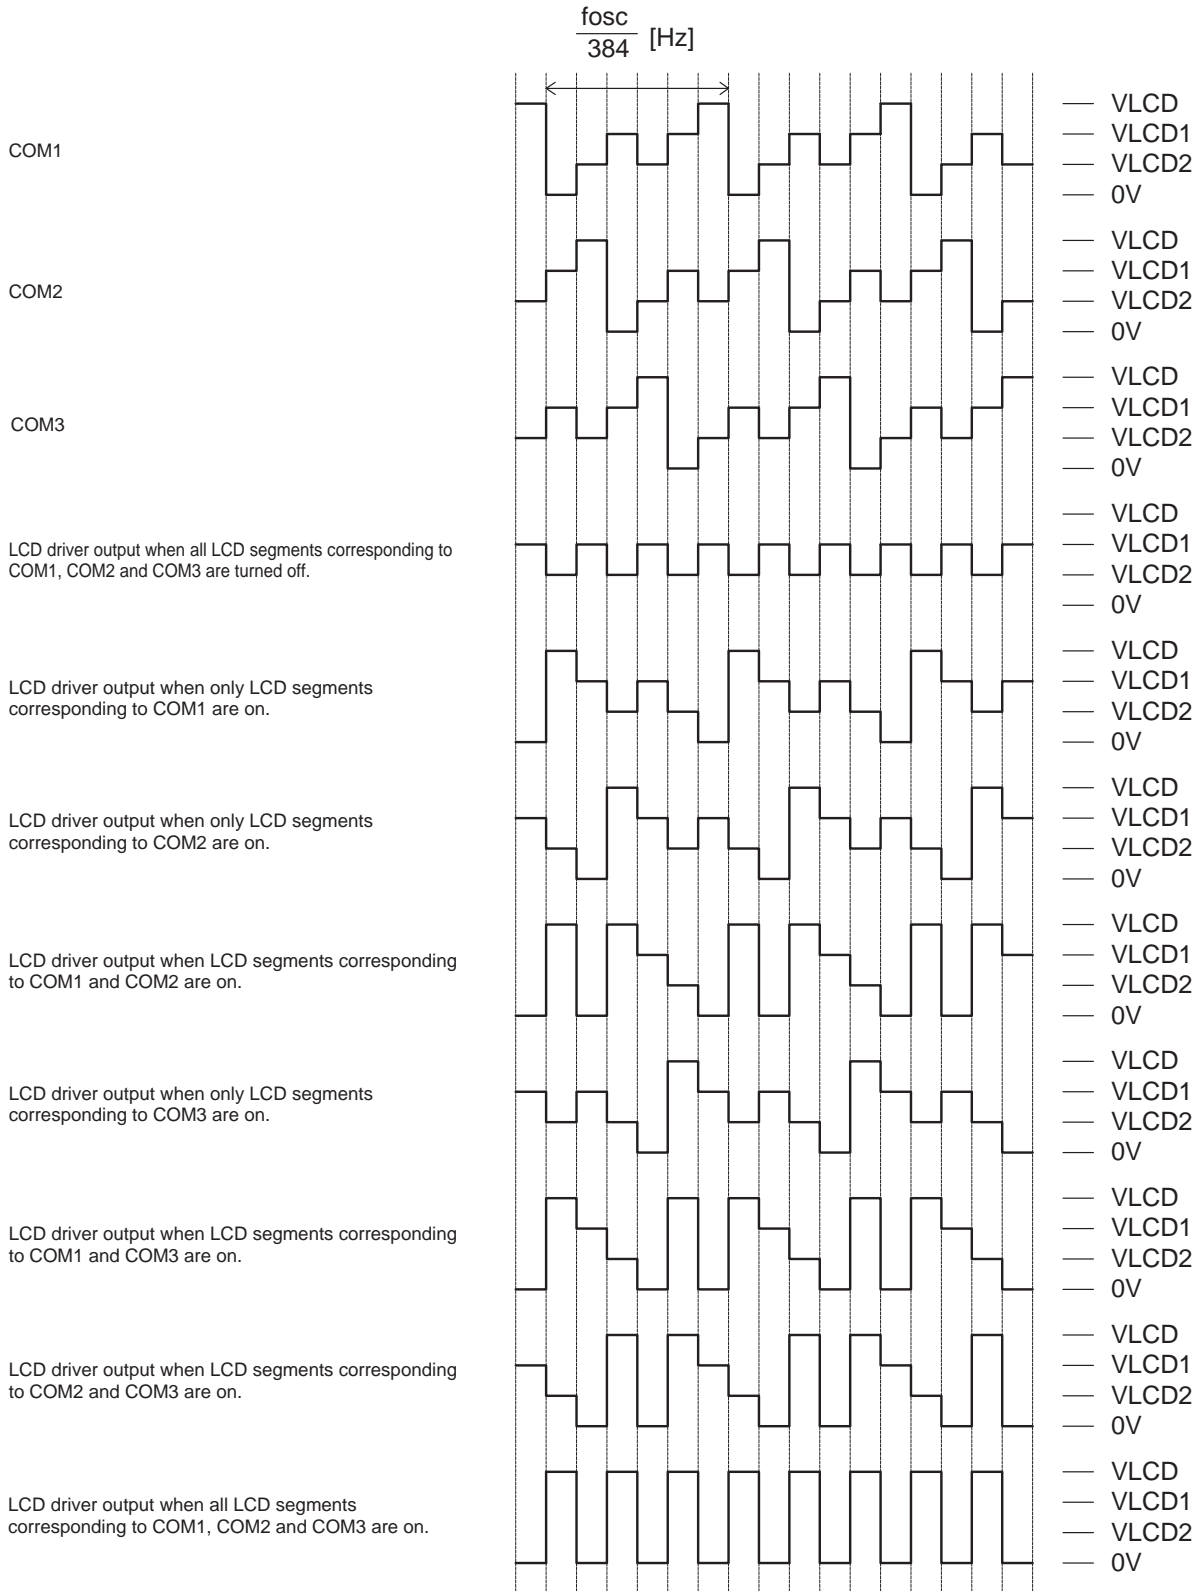 fosc
384 [Hz]
COM1
VLCD
VLCD1
VLCD2
0V
COM2
VLCD
VLCD1
VLCD2
0V
COM3
VLCD
VLCD1
VLCD2
0V
LCD driver output when all LCD segments corresponding to
COM1, COM2 and COM3 are turned off.
VLCD
VLCD1
VLCD2
0V
LCD driver output when only LCD segments
corresponding to COM1 are on.
VLCD
VLCD1
VLCD2
0V
LCD driver output when only LCD segments
corresponding to COM2 are on.
VLCD
VLCD1
VLCD2
0V
LCD driver output when LCD segments corresponding
to COM1 and COM2 are on.
VLCD
VLCD1
VLCD2
0V
LCD driver output when only LCD segments
corresponding to COM3 are on.
VLCD
VLCD1
VLCD2
0V
LCD driver output when LCD segments corresponding
to COM1 and COM3 are on.
VLCD
VLCD1
VLCD2
0V
LCD driver output when LCD segments corresponding
to COM2 and COM3 are on.
VLCD
VLCD1
VLCD2
0V
LCD driver output when all LCD segments
corresponding to COM1, COM2 and COM3 are on.
VLCD
VLCD1
VLCD2
0V